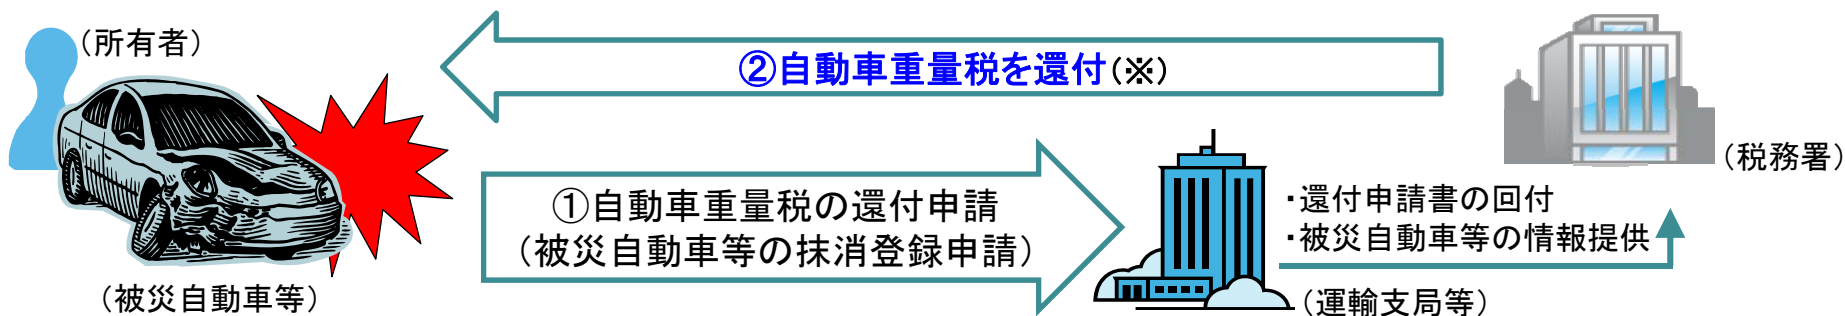 （所有者）
②自動車重量税を還付（※）
（税務署）
①自動車重量税の還付申請
（被災自動車等の抹消登録申請）
・還付申請書の回付
・被災自動車等の情報提供
（被災自動車等）
（運輸支局等）